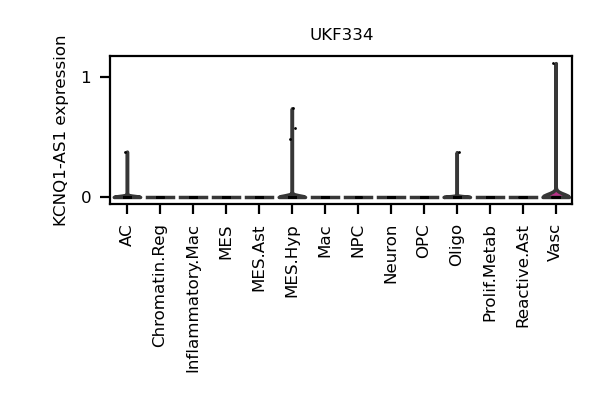 UKF334
KCNQ1-AS1 expression
1
0
AC
Chromatin.Reg
Inflammatory.Mac
MES
MES.Ast
MES.Hyp
Mac
NPC
Neuron
OPC
Oligo
Prolif.Metab
Reactive.Ast
Vasc